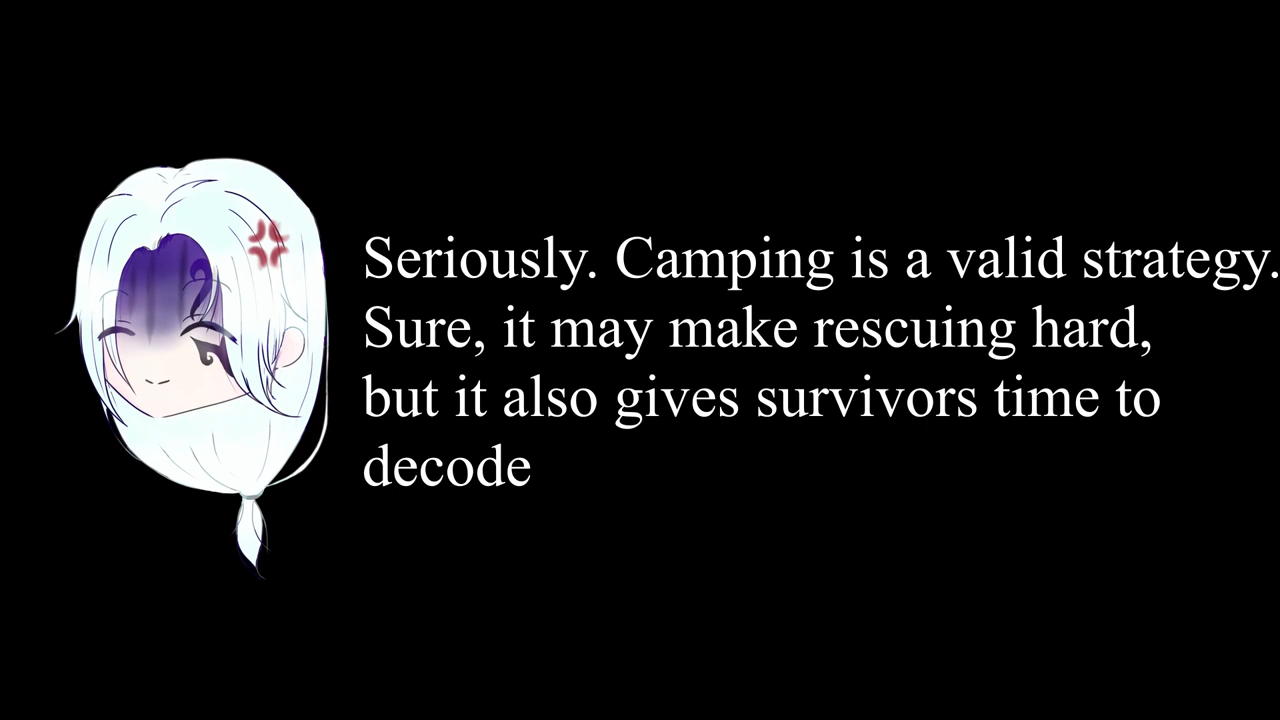 Seriously. Camping is a valid strategy.
Sure, it may make rescuing hard,
but it also gives survivors time to
decode